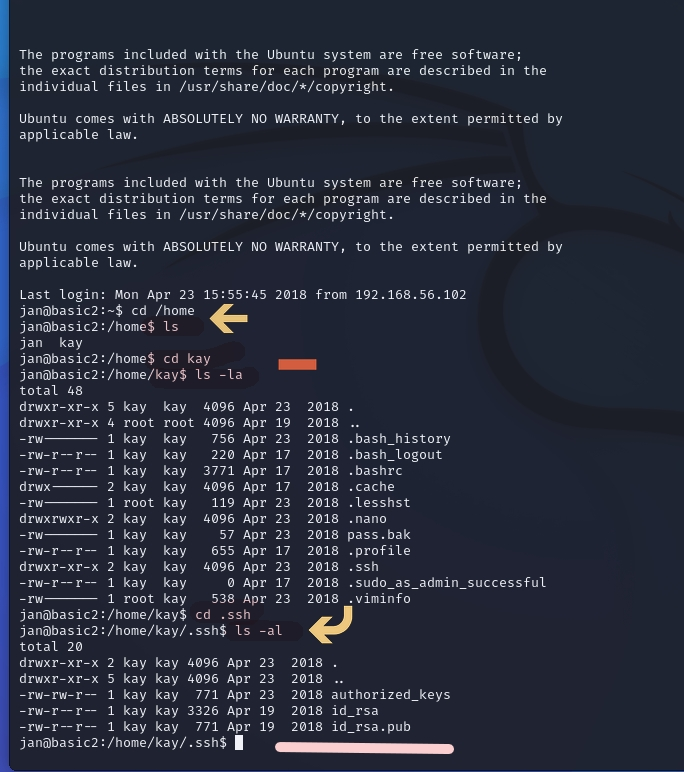 The programs included with the Ubuntu system are free software;
the exact distribution terms for each program are described in the
individual files in /usr/share/doc/*/copyright.
Ubuntu comes with ABSOLUTELY NO WARRANTY, to the extent permitted by
applicable law.
The programs included with the Ubuntu system are free software;
the exact distribution terms for each program are described in the
individual files in /usr/share/doc/*/copyright.
Ubuntu comes with ABSOLUTELY NO WARRANTY, to the extent permitted by
applicable law.
Last login: Mon Apr 23 15:55:45 2018 from 192.168.56.102
jan@basic2:~$ cd /home
jan@basic2:/home$ ls
jan  kay
jan@basic2:/home$ cd kay
jan@basic2:/home/kay$ ls -la
total 48
drwxr-xr-x 5 kay  kay  4096 Apr 23  2018 .
drwxr-xr-x 4 root root 4096 Apr 19  2018 ..
-rw------- 1 kay  kay   756 Apr 23  2018 .bash_history
-rw-r--r-- 1 kay  kay   220 Apr 17  2018 .bash_logout
-rw-r--r-- 1 kay  kay  3771 Apr 17  2018 .bashrc
drwx------ 2 kay  kay  4096 Apr 17  2018 .cache
-rw------- 1 root kay   119 Apr 23  2018 .lesshst
drwxrwxr-x 2 kay  kay  4096 Apr 23  2018 .nano
-rw------- 1 kay  kay    57 Apr 23  2018 pass.bak
-rw-r--r-- 1 kay  kay   655 Apr 17  2018 .profile
drwxr-xr-x 2 kay  kay  4096 Apr 23  2018 .ssh
-rw-r--r-- 1 kay  kay     0 Apr 17  2018 .sudo_as_admin_successful
-rw------- 1 root kay   538 Apr 23  2018 .viminfo
jan@basic2:/home/kay$ cd .ssh
jan@basic2:/home/kay/.ssh$ ls -al
total 20
drwxr-xr-x 2 kay kay 4096 Apr 23  2018 .
drwxr-xr-x 5 kay kay 4096 Apr 23  2018 ..
-rw-rw-r-- 1 kay kay  771 Apr 23  2018 authorized_keys
-rw-r--r-- 1 kay kay 3326 Apr 19  2018 id_rsa
-rw-r--r-- 1 kay kay  771 Apr 19  2018 id_rsa.pub
jan@basic2:/home/kay/.ssh$